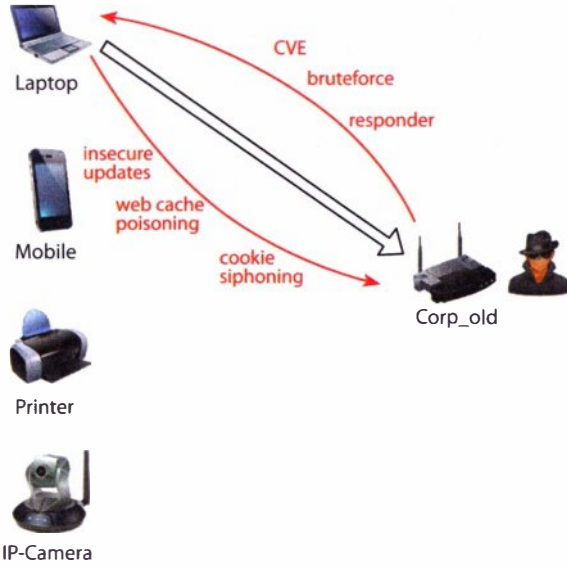 CVE
bruteforce
responder
Laptop
insecure
updates
web cache
poisoning
cookie
siphoning
Mobile
Corp_old
Printer
IP-Camera